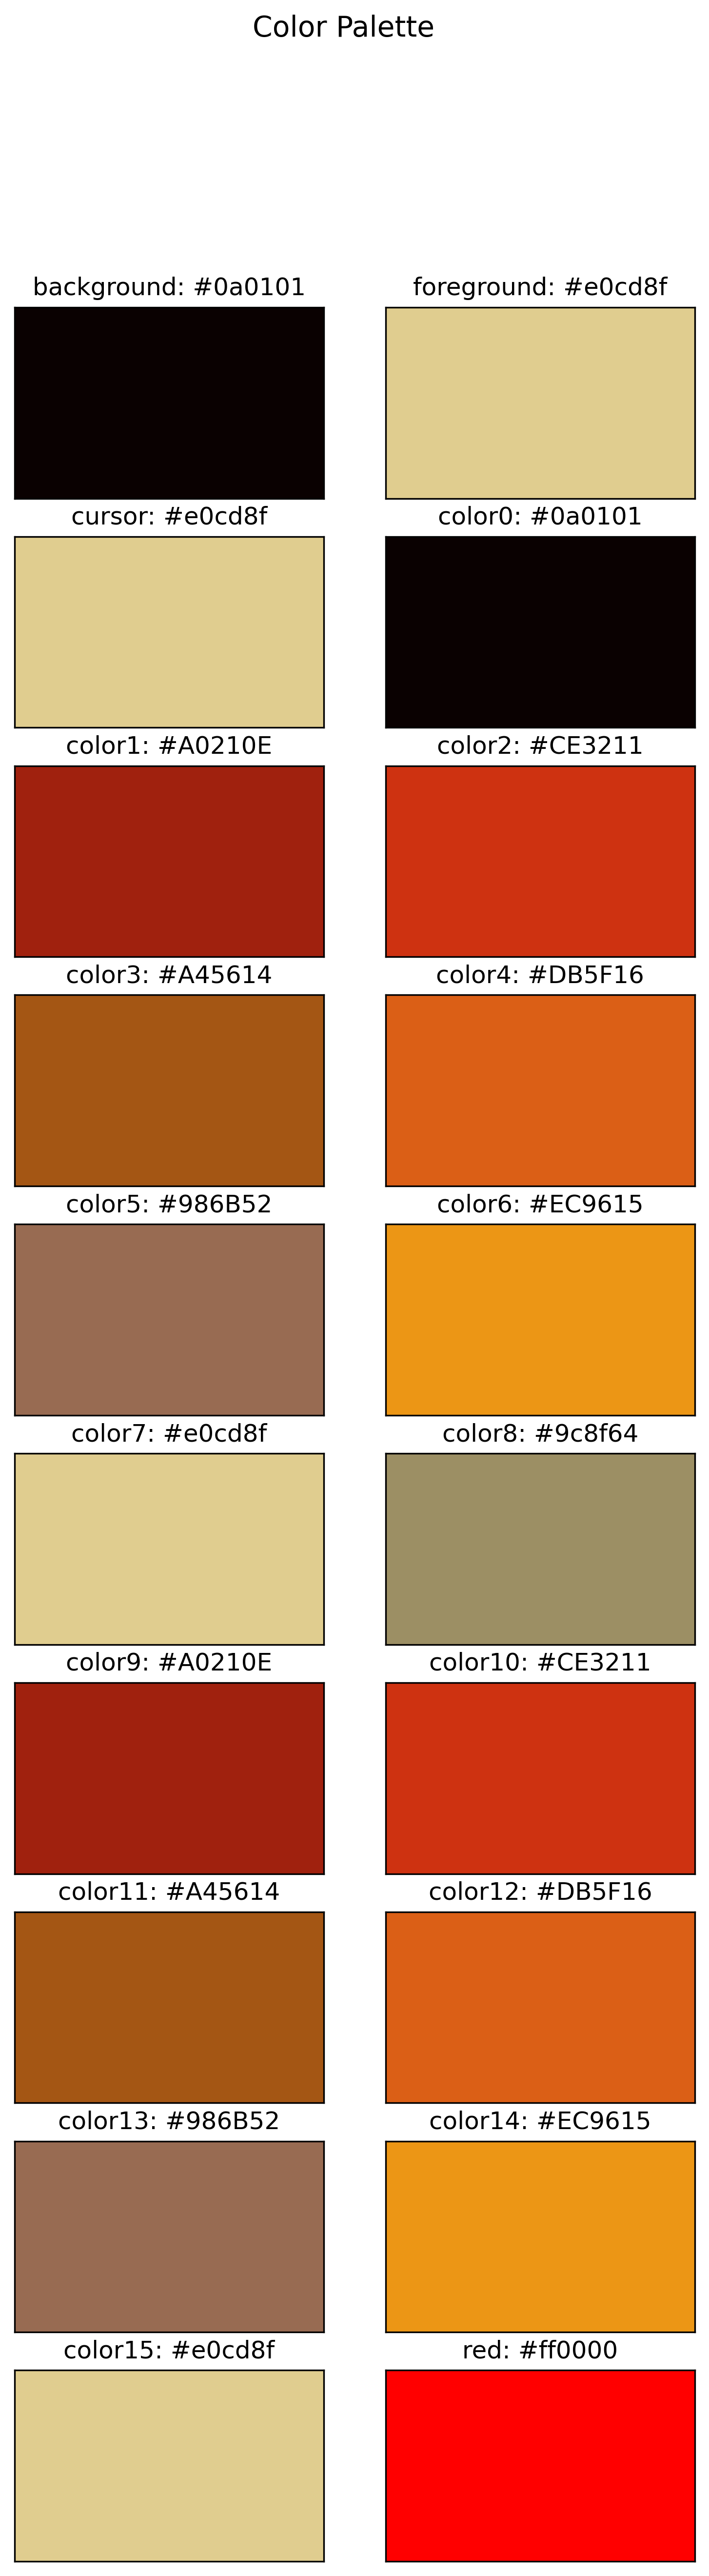 Color Palette
background: #0a0101
foreground: #e0cd8f
cursor: #e0cd8f
color0: #0a0101
color1: #A0210E
color2: #CE3211
color3: #A45614
color4: #DB5F16
color5: #986B52
color6: #EC9615
color7: #e0cd8f
color8: #9c8f64
color9: #A0210E
color10: #CE3211
color11: #A45614
color12: #DB5F16
color13: #986B52
color14: #EC9615
color15: #e0cd8f
red: #ff0000